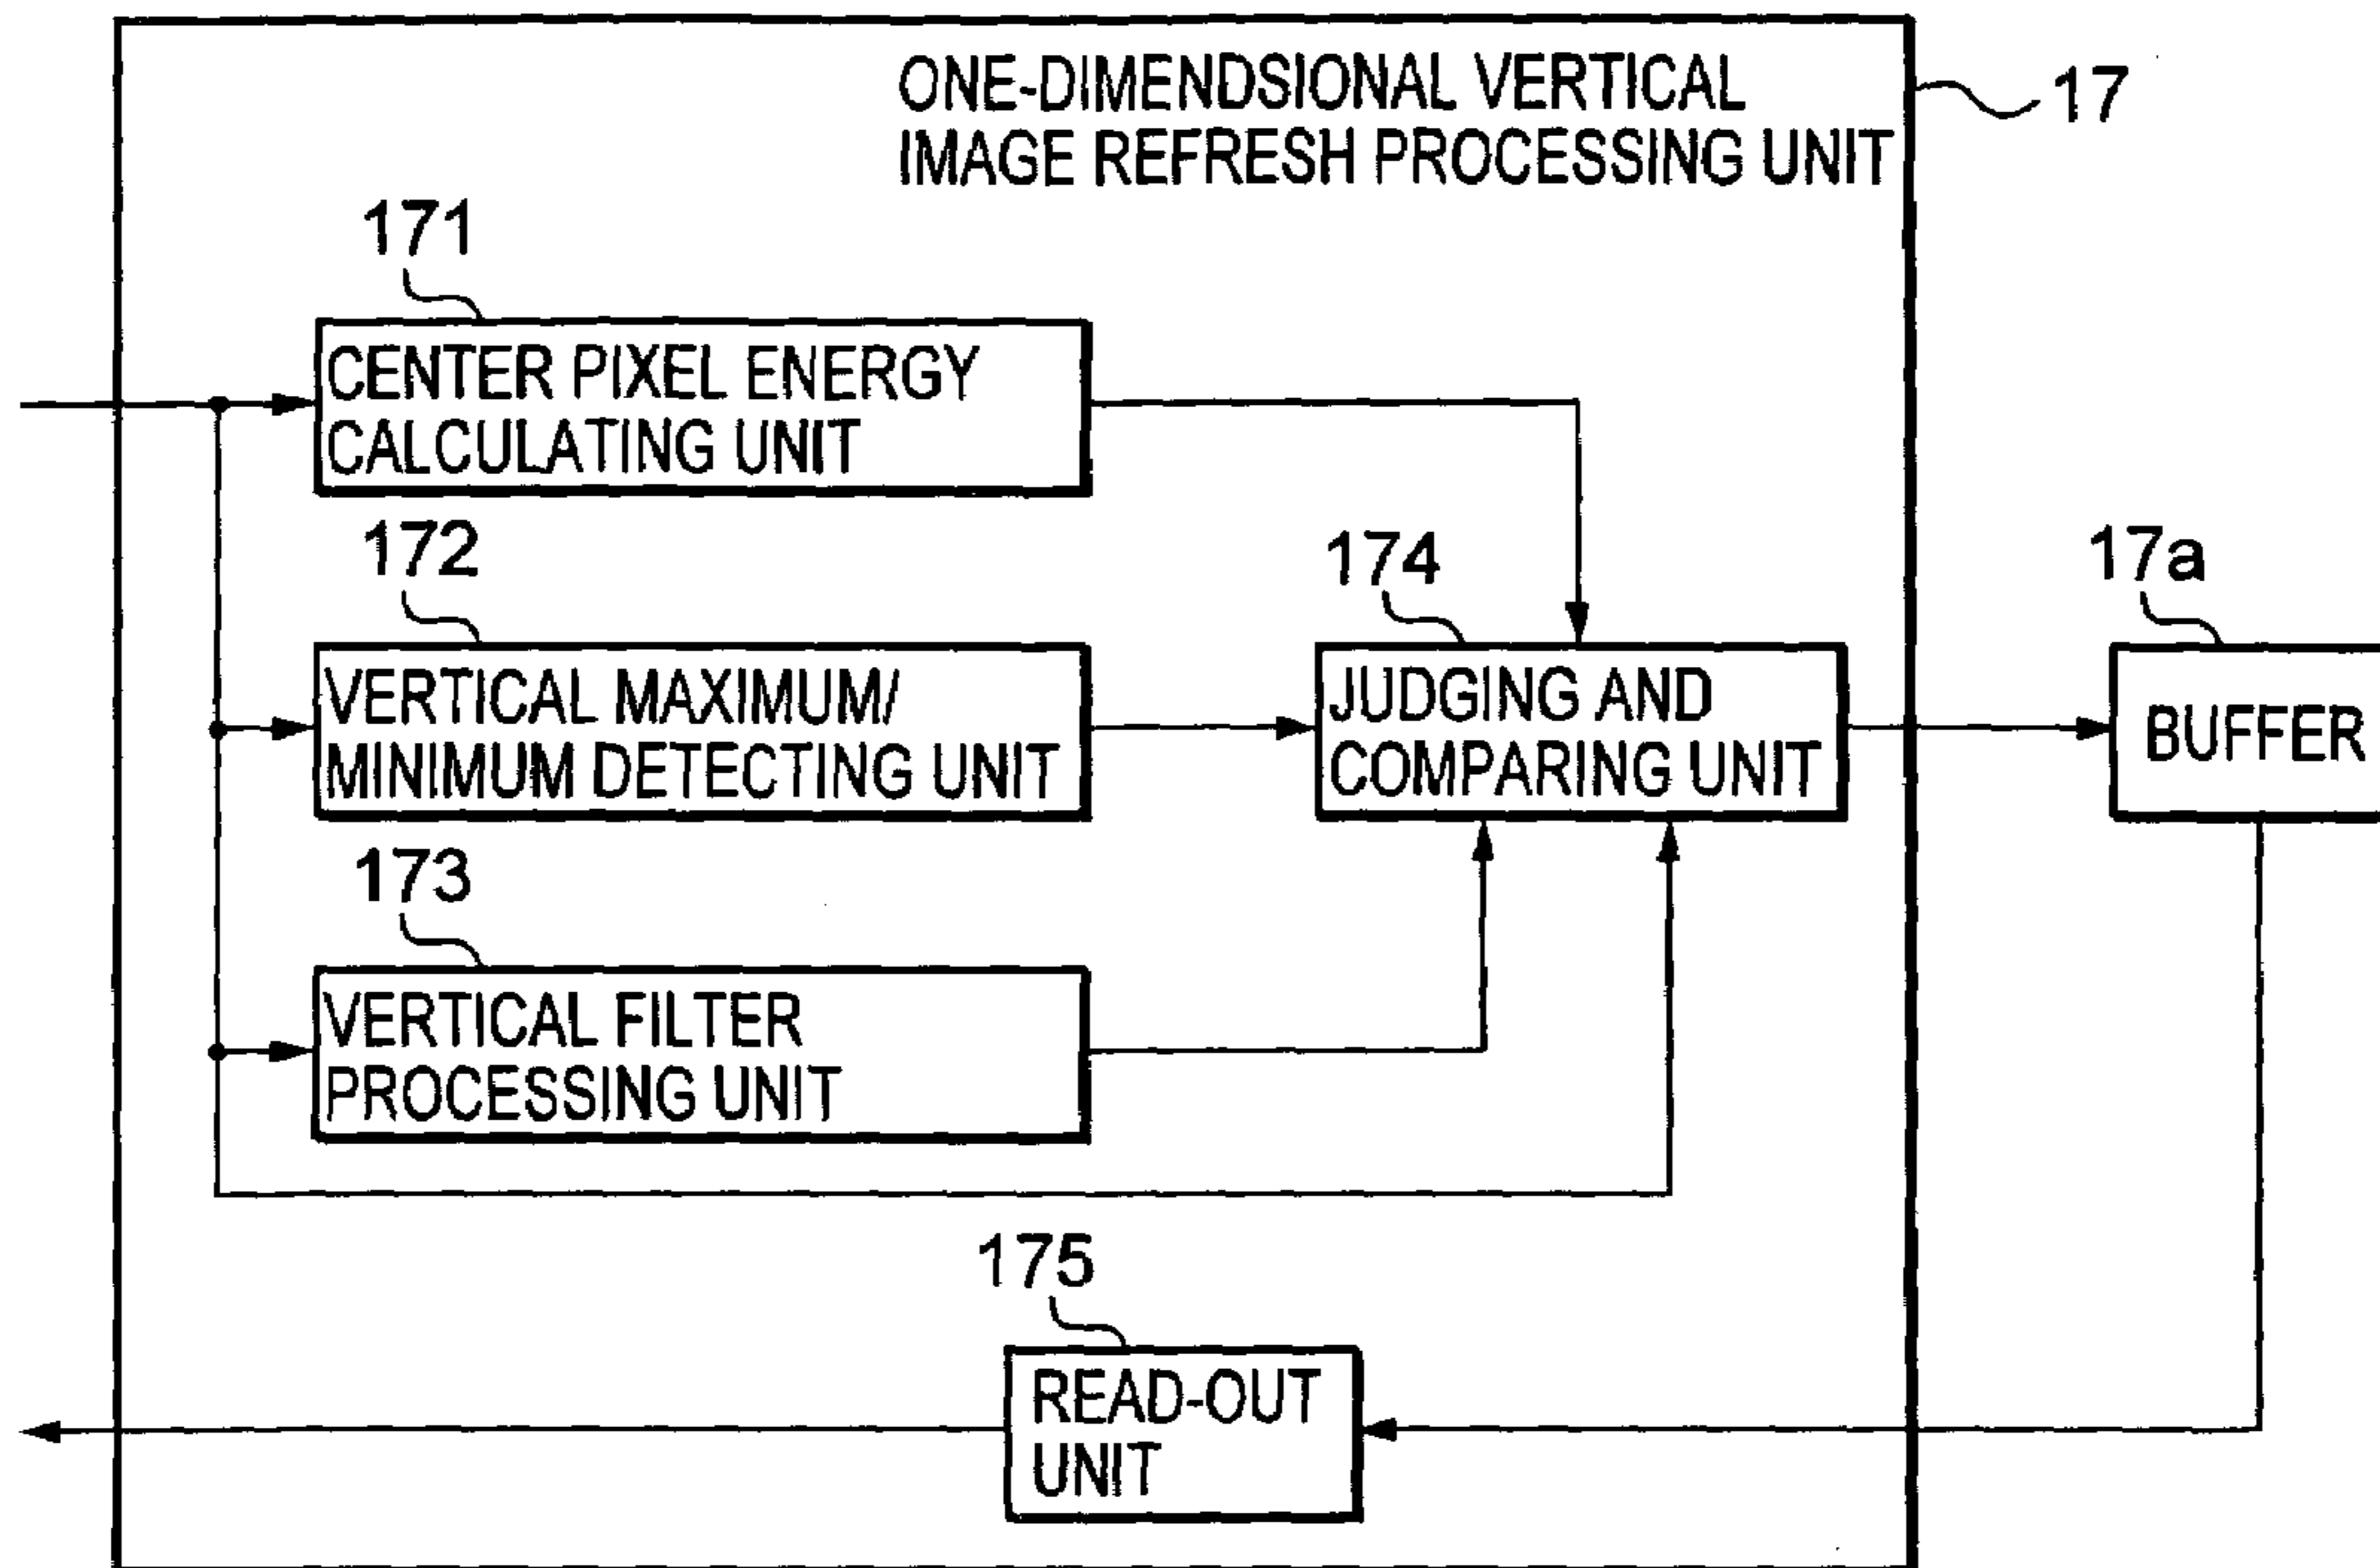 ONE-DIMENDSIONAL VERTICAL
IMAGE REFRESH PROCESSING UNIT
17
171
CENTER PIXEL ENERGY
CALCULATING UNIT
172
VERTICAL MAXIMUM/
MINIMUM DETECTING UNIT
173
VERTICAL FILTER
PROCESSING UNIT
174
JUDGING AND
COMPARING UNIT
17a
BUFFER
175
READ-OUT
UNIT